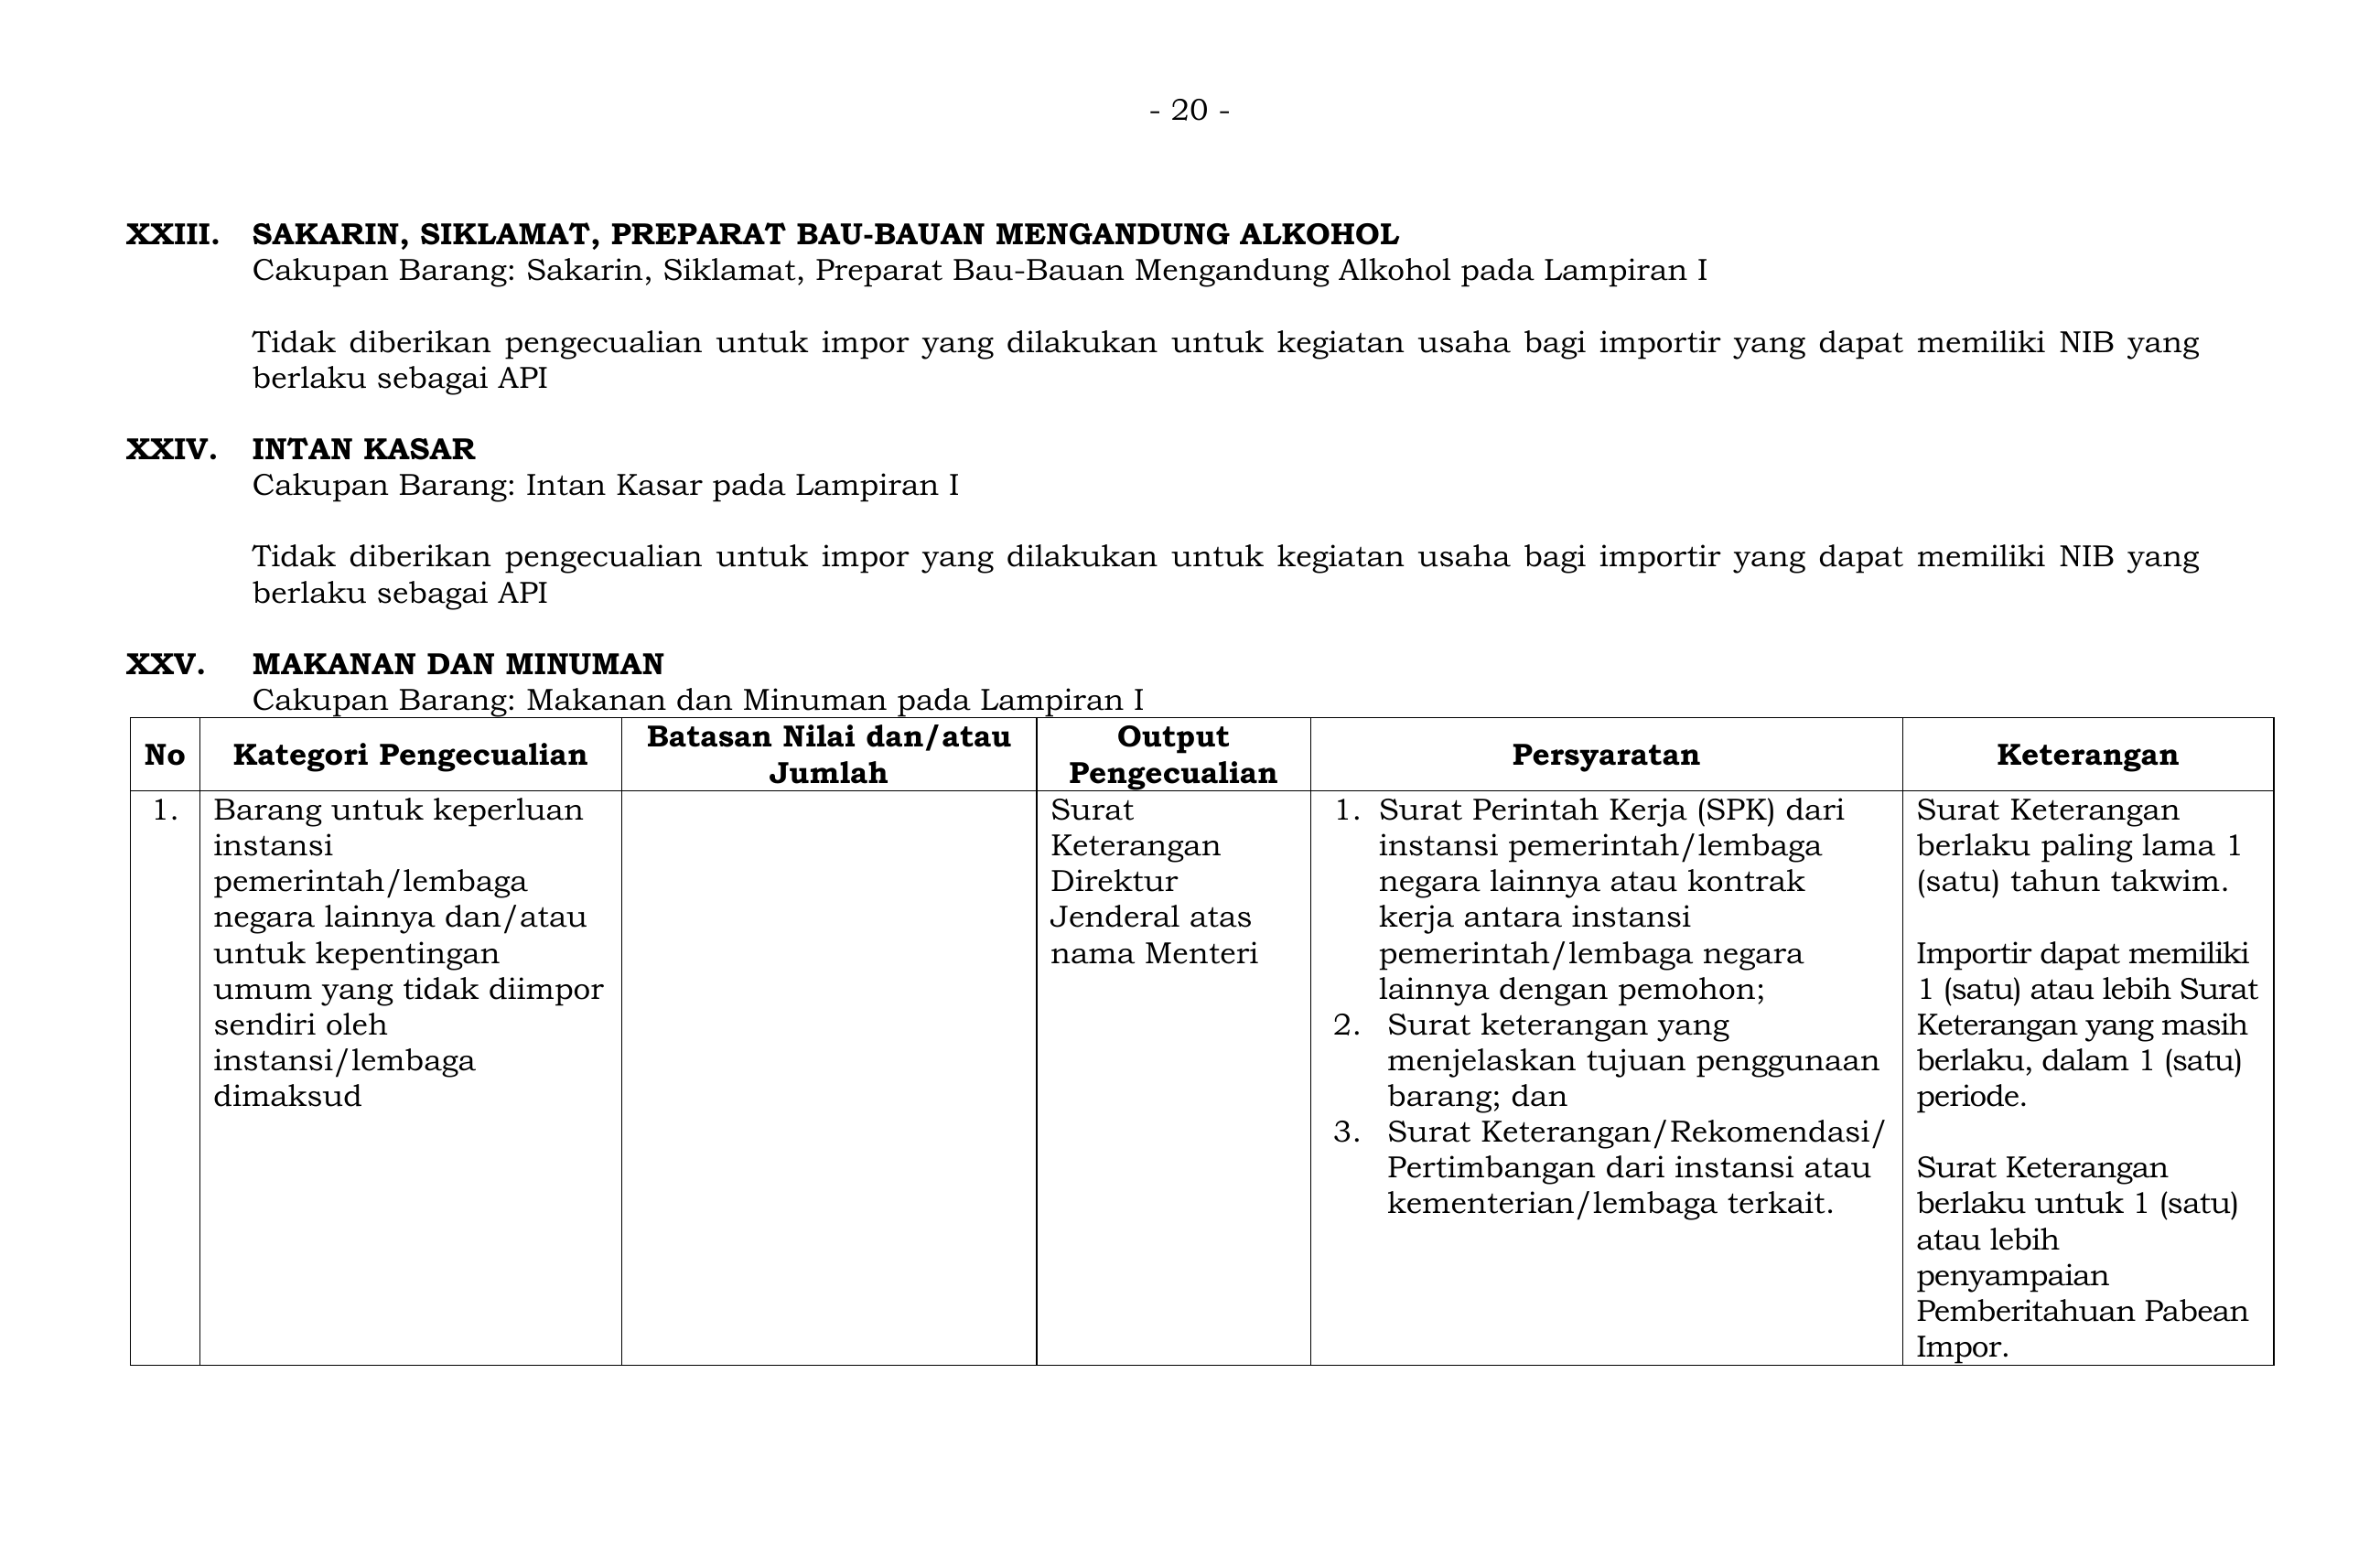 - 20 -
XXIII. SAKARIN, SIKLAMAT, PREPARAT BAU-BAUAN MENGANDUNG ALKOHOL
Cakupan Barang: Sakarin, Siklamat, Preparat Bau-Bauan Mengandung Alkohol pada Lampiran I
Tidak diberikan pengecualian untuk impor yang dilakukan untuk kegiatan usaha bagi importir yang dapat memiliki NIB yang
berlaku sebagai API
XXIV. INTAN KASAR
Cakupan Barang: Intan Kasar pada Lampiran I
Tidak diberikan pengecualian untuk impor yang dilakukan untuk kegiatan usaha bagi importir yang dapat memiliki NIB yang
berlaku sebagai API
XXV. MAKANAN DAN MINUMAN
Cakupan Barang: Makanan dan Minuman pada Lampiran I
No
Kategori Pengecualian
Batasan Nilai dan/atau
Jumlah
Output
Pengecualian
Persyaratan
Keterangan
1.
Barang untuk keperluan
instansi
pemerintah/lembaga
negara lainnya dan/atau
untuk kepentingan
umum yang tidak diimpor
sendiri oleh
instansi/lembaga
dimaksud
Surat
Keterangan
Direktur
Jenderal atas
nama Menteri
1. Surat Perintah Kerja (SPK) dari
instansi pemerintah/lembaga
negara lainnya atau kontrak
kerja antara instansi
pemerintah/lembaga negara
lainnya dengan pemohon;
2. Surat keterangan yang
menjelaskan tujuan penggunaan
barang; dan
3. Surat Keterangan/Rekomendasi/
Pertimbangan dari instansi atau
kementerian/lembaga terkait.
Surat Keterangan
berlaku paling lama 1
(satu) tahun takwim.
Importir dapat memiliki
1 (satu) atau lebih Surat
Keterangan yang masih
berlaku, dalam 1 (satu)
periode.
Surat Keterangan
berlaku untuk 1 (satu)
atau lebih
penyampaian
Pemberitahuan Pabean
Impor.